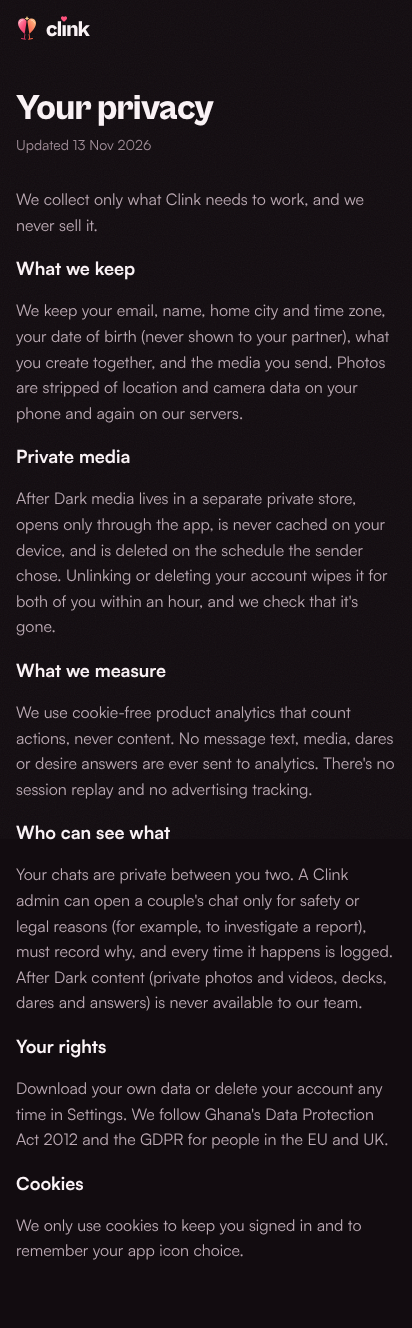 clink
Your privacy
Updated 13 Nov 2026
We collect only what Clink needs to work, and we
never sell it.
What we keep
We keep your email, name, home city and time zone,
your date of birth (never shown to your partner), what
you create together, and the media you send. Photos
are stripped of location and camera data on your
phone and again on our servers.
Private media
After Dark media lives in a separate private store,
opens only through the app, is never cached on your
device, and is deleted on the schedule the sender
chose. Unlinking or deleting your account wipes it for
both of you within an hour, and we check that it's
gone.
What we measure
We use cookie-free product analytics that count
actions, never content. No message text, media, dares
or desire answers are ever sent to analytics. There's no
session replay and no advertising tracking.
Who can see what
Your chats are private between you two. A Clink
admin can open a couple's chat only for safety or
legal reasons (for example, to investigate a report),
must record why, and every time it happens is logged.
After Dark content (private photos and videos, decks,
dares and answers) is never available to our team.
Your rights
Download your own data or delete your account any
time in Settings. We follow Ghana's Data Protection
Act 2012 and the GDPR for people in the EU and UK.
Cookies
We only use cookies to keep you signed in and to
remember your app icon choice.